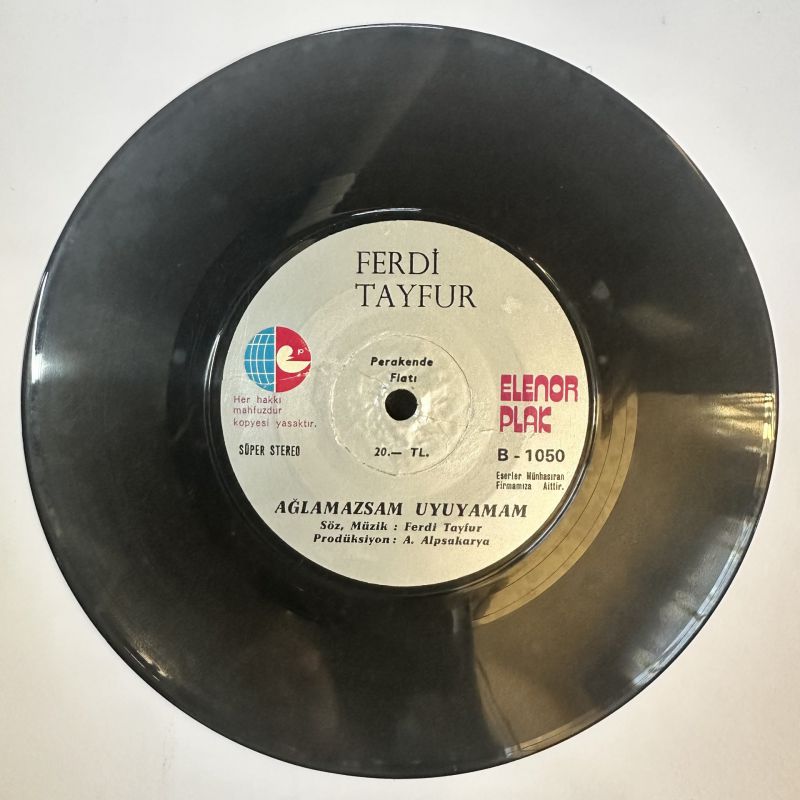 FERDİ
TAYFUR
Perakende
Fiatı
Her hakkı
mahfuzdur
kopyesi yasaktır.
ELENOR
PLAK
SÜPER STEREO
20.— TL.
B - 1050
Eserler Münhasıran
Firmamıza Aittir.
AĞLAMAZSAM UYUYAMAM
Söz, Müzik : Ferdi Tayfur
Prodüksiyon : A. Alpsakarya